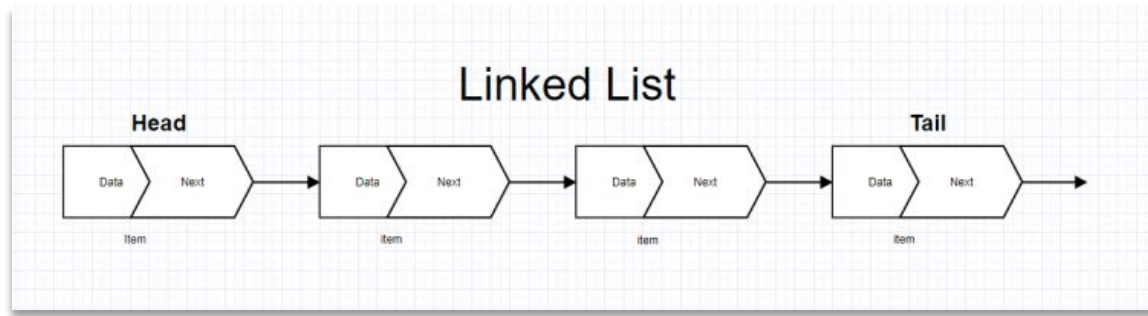 Linked List
Head Tail
Data Next Data Next Data Next Data Next
Item item item item